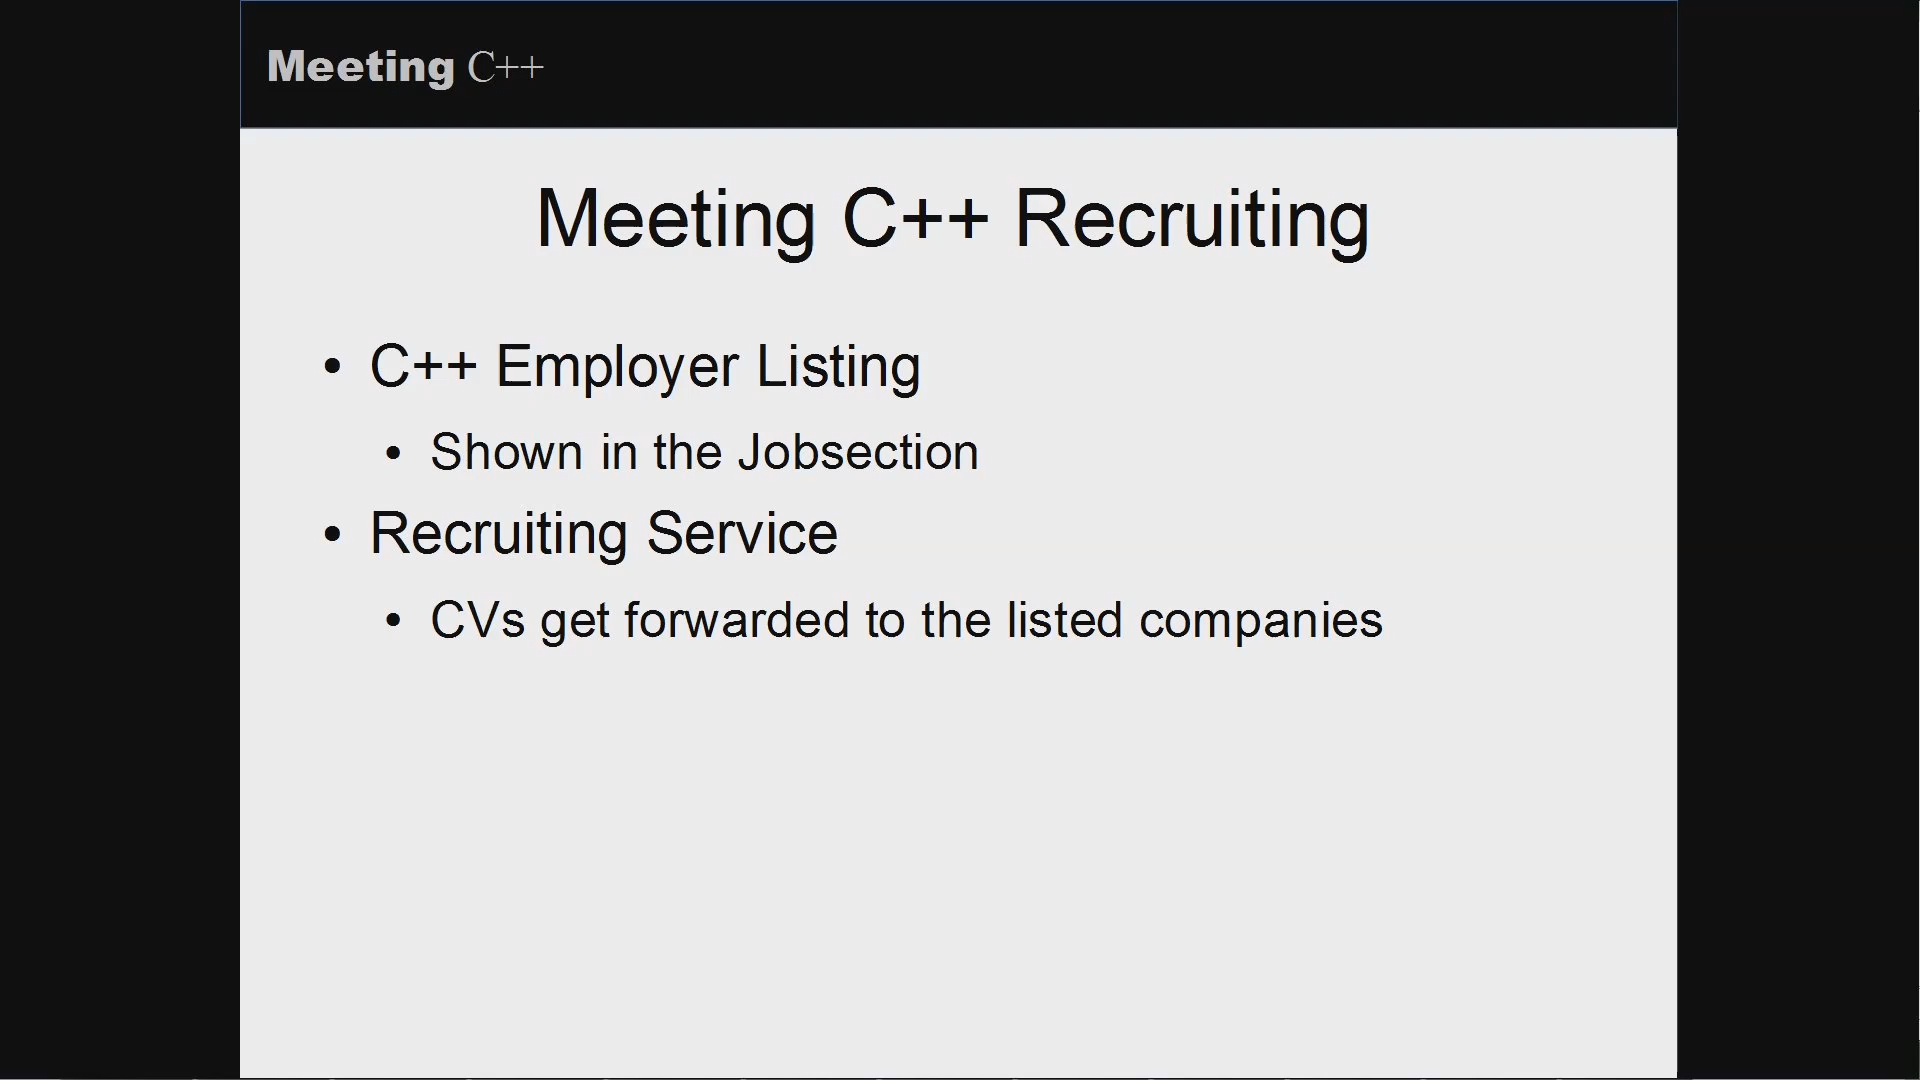 Meeting C++
Meeting C++ Recruiting
• C++ Employer Listing
• Shown in the Jobsection
• Recruiting Service
• CVs get forwarded to the listed companies